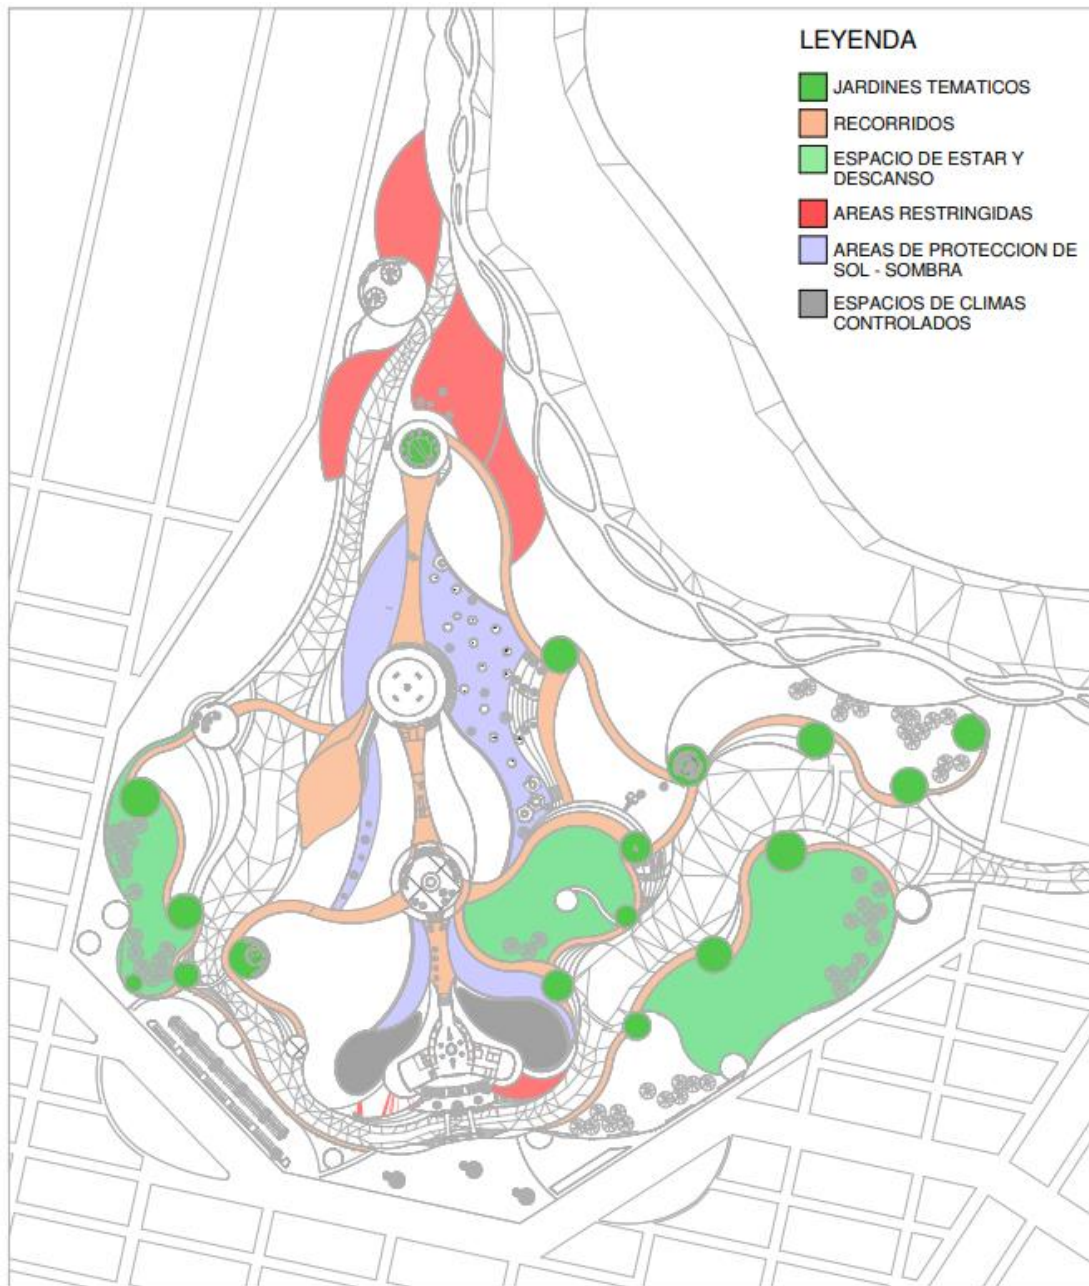 LEYENDA
JARDINES TEMATICOS
RECORRIDOS
ESPACIO DE ESTAR Y
DESCANSO
AREAS RESTRINGIDAS
AREAS DE PROTECCION DE
SOL - SOMBRA
ESPACIOS DE CLIMAS
CONTROLADOS